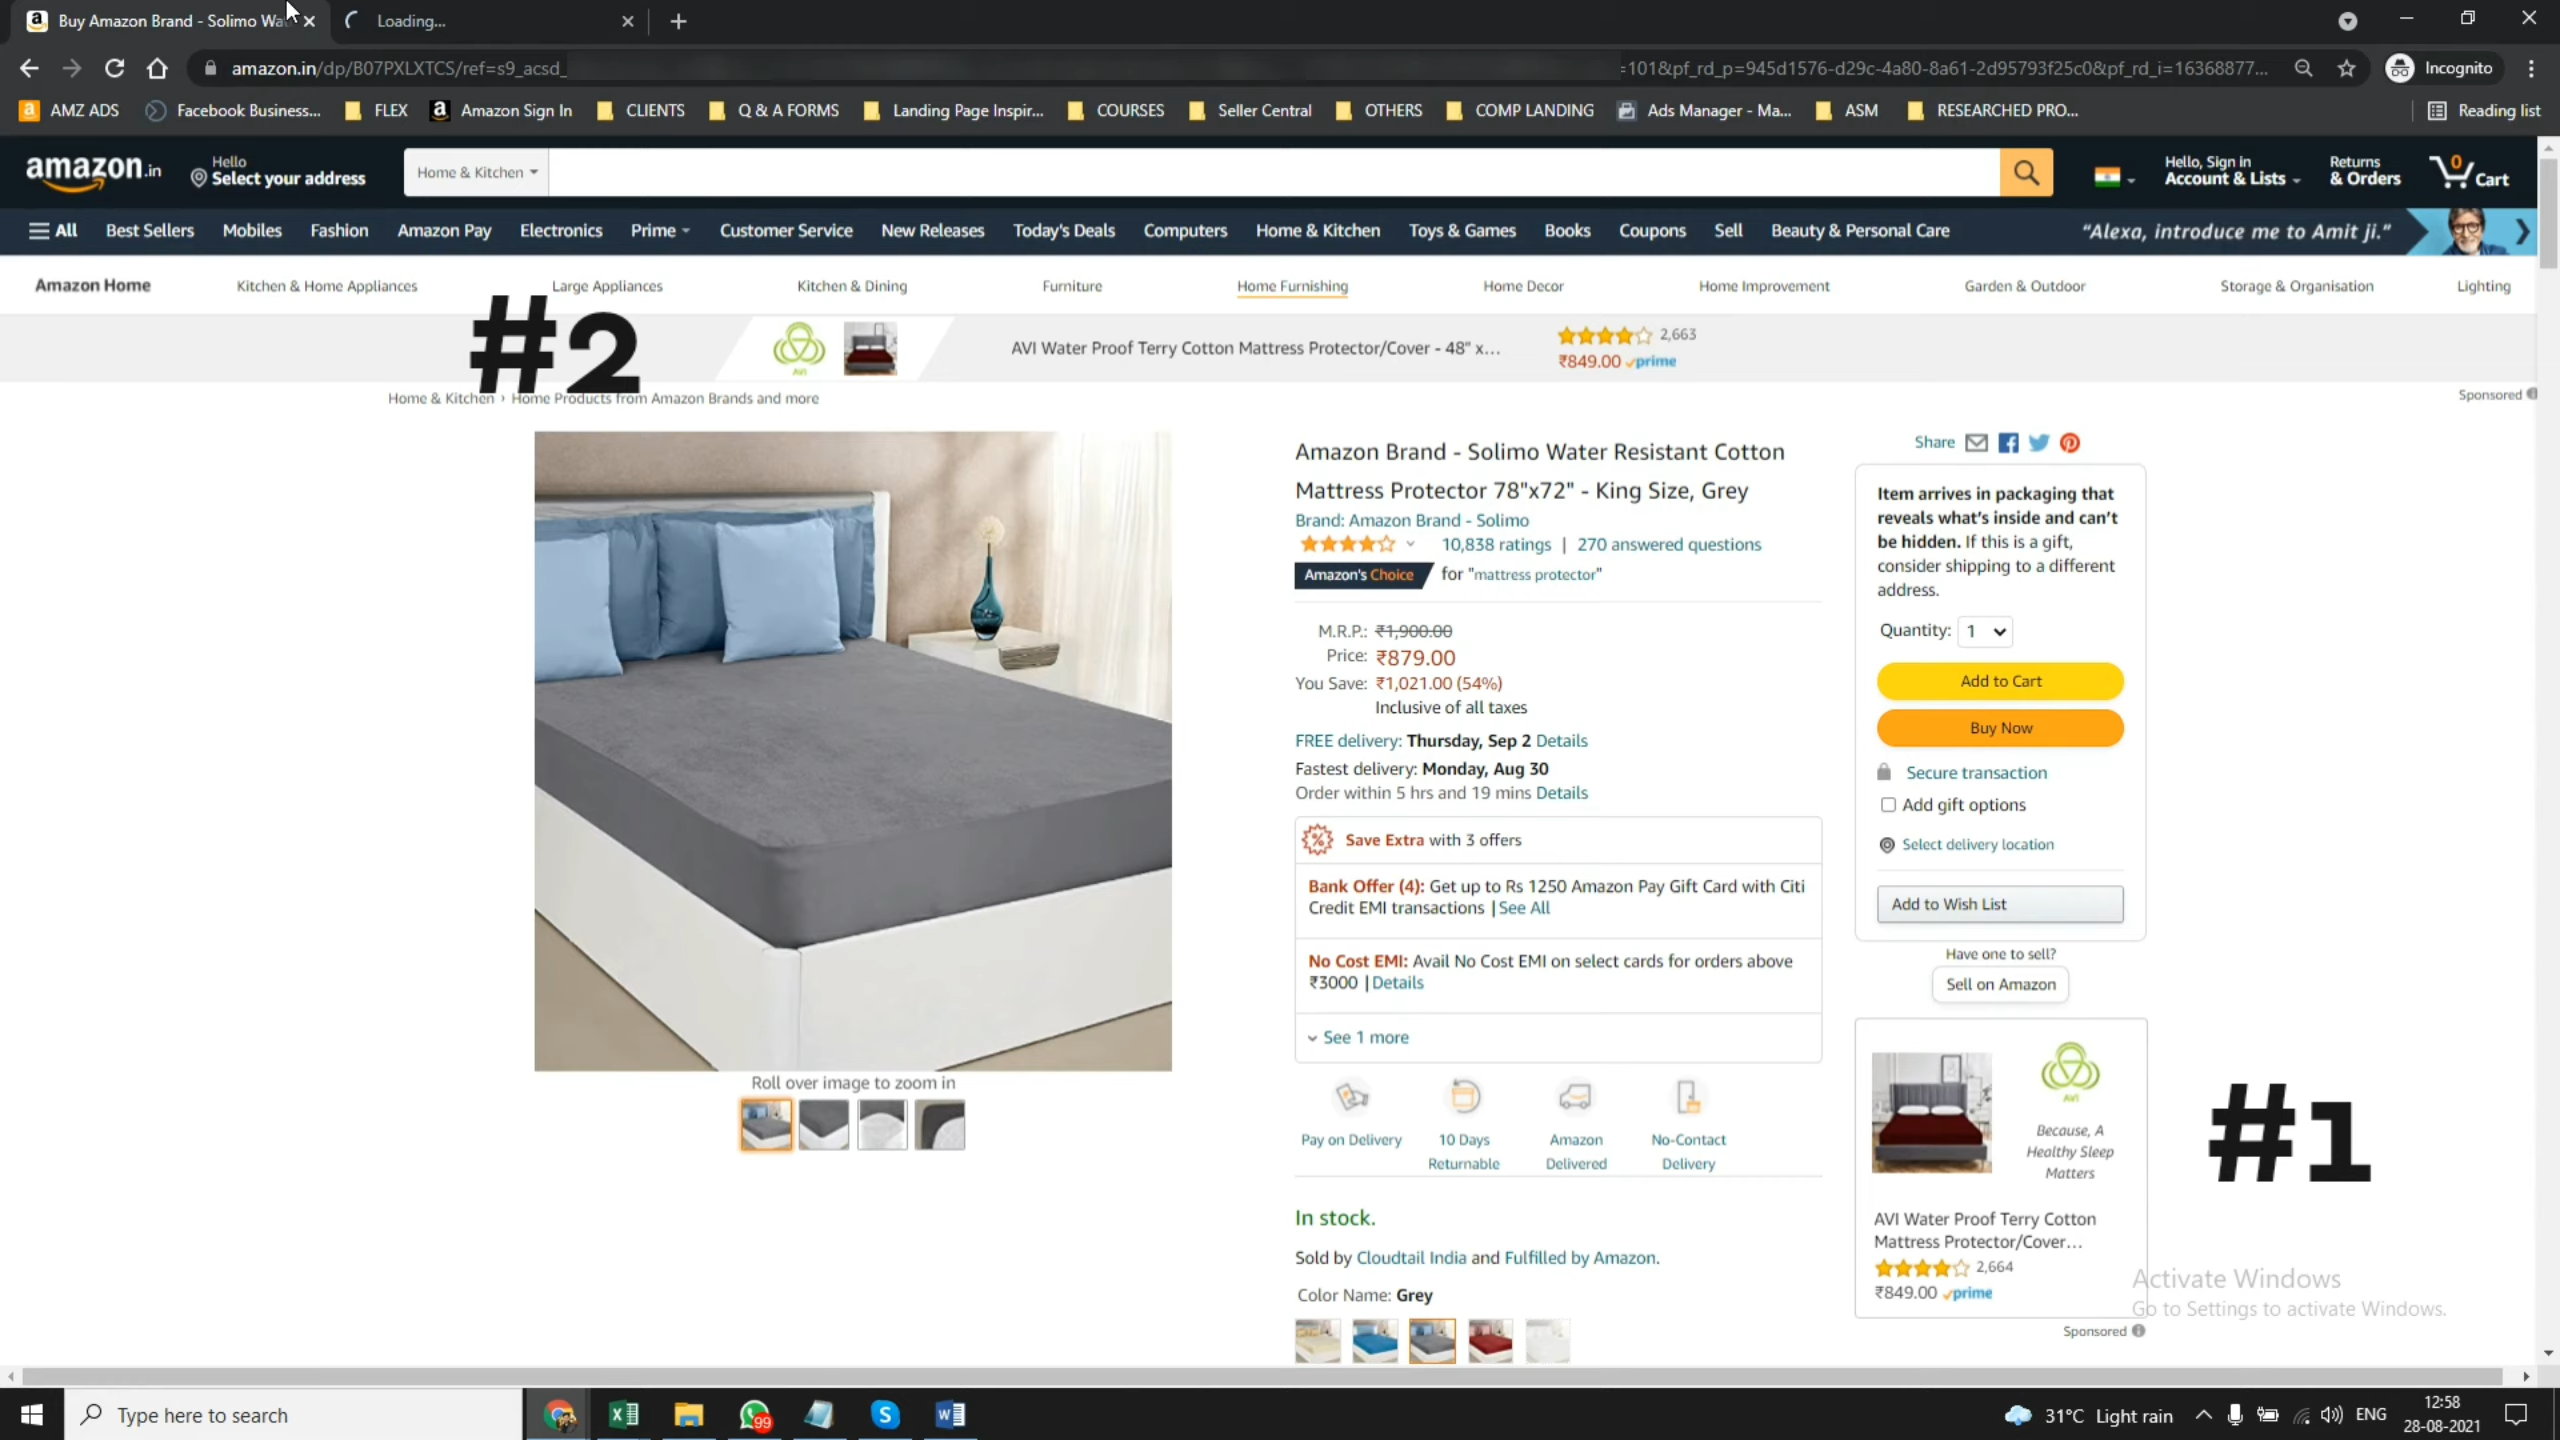 Buy Amazon Brand - Solimo Wa
Loading...
amazon.in/dp/B07PXLXTCS/ref=s9_acsd_
=101&pf_rd_p=945d1576-d29c-4a80-8a61-2d95793f25c0&pf_rd_i=16368877...
Incognito
AMZ ADS
Facebook Business...
FLEX
Amazon Sign In
CLIENTS
Q & A FORMS
Landing Page Inspir...
COURSES
Seller Central
OTHERS
COMP LANDING
Ads Manager - Ma...
ASM
RESEARCHED PRO...
Reading list
amazon.in
Hello
Select your address
Home & Kitchen
Hello, Sign in
Account & Lists
Returns
& Orders
0
Cart
All
Best Sellers
Mobiles
Fashion
Amazon Pay
Electronics
Prime
Customer Service
New Releases
Today's Deals
Computers
Home & Kitchen
Toys & Games
Books
Coupons
Sell
Beauty & Personal Care
"Alexa, introduce me to Amit ji."
Amazon Home
Kitchen & Home Appliances
Large Appliances
Kitchen & Dining
Furniture
Home Furnishing
Home Decor
Home Improvement
Garden & Outdoor
Storage & Organisation
Lighting
#2
AVI
AVI Water Proof Terry Cotton Mattress Protector/Cover - 48" x...
2,663
₹849.00 prime
Home & Kitchen › Home Products from Amazon Brands and more
Sponsored
Amazon Brand - Solimo Water Resistant Cotton
Mattress Protector 78"x72" - King Size, Grey
Brand: Amazon Brand - Solimo
10,838 ratings | 270 answered questions
Amazon's Choice for "mattress protector"
M.R.P.: ₹1,900.00
Price: ₹879.00
You Save: ₹1,021.00 (54%)
Inclusive of all taxes
FREE delivery: Thursday, Sep 2 Details
Fastest delivery: Monday, Aug 30
Order within 5 hrs and 19 mins Details
Save Extra with 3 offers
Bank Offer (4): Get up to Rs 1250 Amazon Pay Gift Card with Citi
Credit EMI transactions | See All
No Cost EMI: Avail No Cost EMI on select cards for orders above
₹3000 | Details
See 1 more
Pay on Delivery
10 Days
Returnable
Amazon
Delivered
No-Contact
Delivery
In stock.
Sold by Cloudtail India and Fulfilled by Amazon.
Color Name: Grey
Roll over image to zoom in
Share
Item arrives in packaging that
reveals what's inside and can't
be hidden. If this is a gift,
consider shipping to a different
address.
Quantity: 1
Add to Cart
Buy Now
Secure transaction
Add gift options
Select delivery location
Add to Wish List
Have one to sell?
Sell on Amazon
AVI
Because, A
Healthy Sleep
Matters
AVI Water Proof Terry Cotton
Mattress Protector/Cover...
2,664
₹849.00 prime
Sponsored
#1
Activate Windows
Go to Settings to activate Windows.
Type here to search
99
31°C Light rain
ENG
12:58
28-08-2021